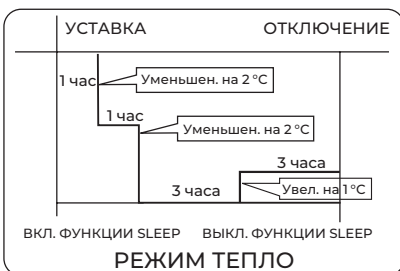 УСТАВКА ОТКЛЮЧЕНИЕ
1 час Уменьшен. на 2 °C
1 час Уменьшен. на 2 °C
3 часа
3 часа Увел. на 1 °C
ВКЛ. ФУНКЦИИ SLEEP ВЫКЛ. ФУНКЦИИ SLEEP
РЕЖИМ ТЕПЛО